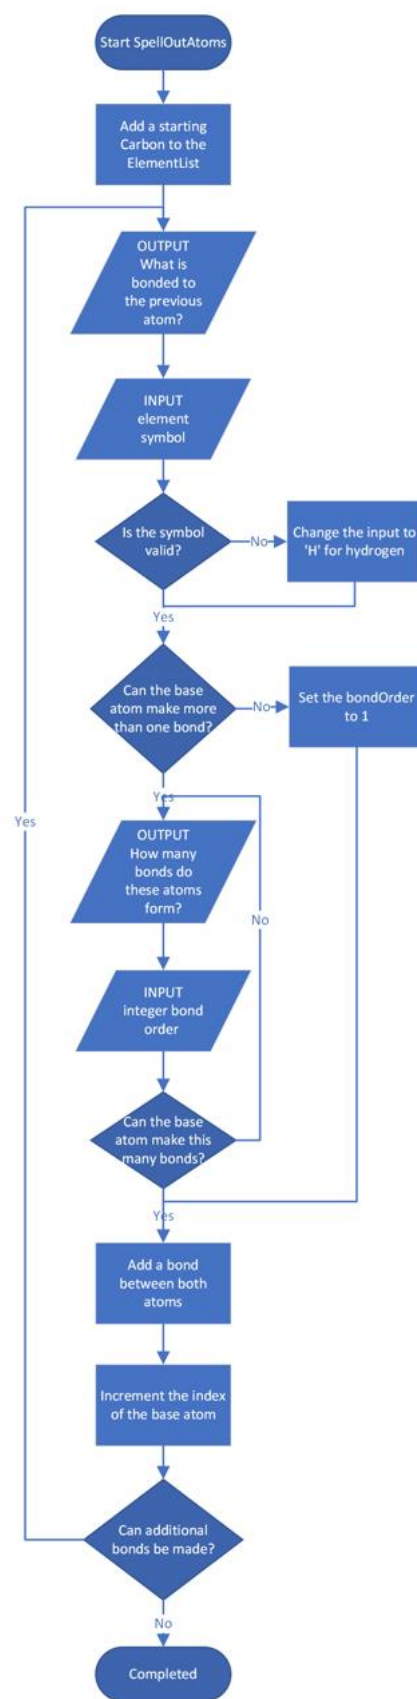 Start SpellOutAtoms
Add a starting
Carbon to the
ElementList
OUTPUT
What is
bonded to
the previous
atom?
INPUT
element
symbol
Is the symbol
valid?
No
Change the input to
'H' for hydrogen
Yes
Can the base
atom make more
than one bond?
No
Set the bondOrder
to 1
Yes
Yes
OUTPUT
How many
bonds do
these atoms
form?
No
INPUT
integer bond
order
Can the base
atom make this
many bonds?
Yes
Add a bond
between both
atoms
Increment the index
of the base atom
Can additional
bonds be made?
No
Completed